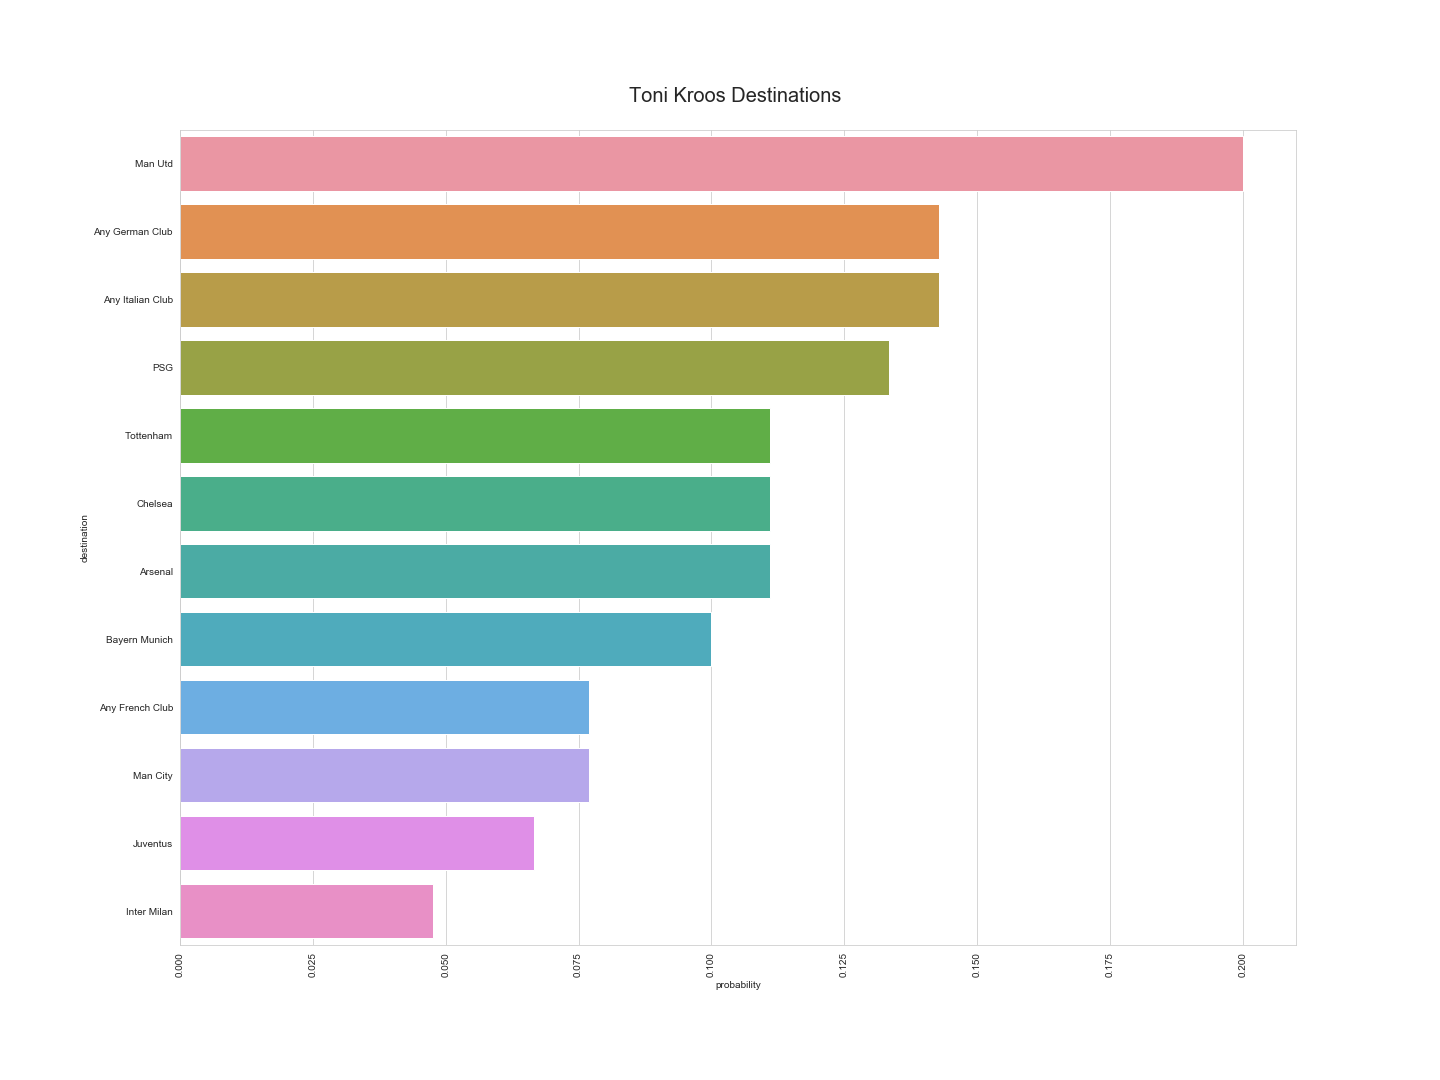 Toni Kroos Destinations
destination
Man Utd
Any German Club
Any Italian Club
PSG
Tottenham
Chelsea
Arsenal
Bayern Munich
Any French Club
Man City
Juventus
Inter Milan
0.000
0.025
0.050
0.075
0.100
0.125
0.150
0.175
0.200
probability